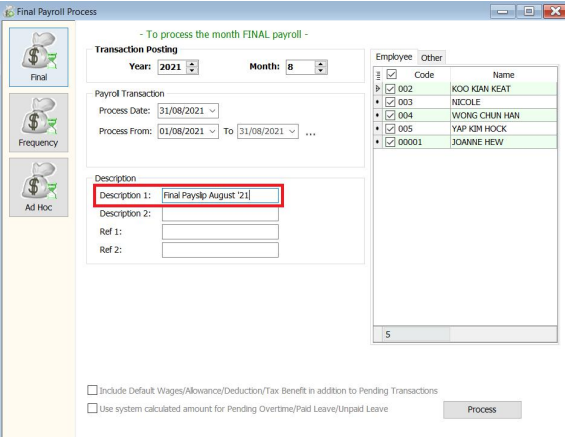 Final Payroll Process
- To process the month FINAL payroll -
Final
Frequency
Ad Hoc
Transaction Posting
Year: 2021 Month: 8
Payroll Transaction
Process Date: 31/08/2021
Process From: 01/08/2021 To 31/08/2021 ...
Description
Description 1: Final Payslip August '21
Description 2:
Ref 1:
Ref 2:
Employee Other
Code Name
002 KOO KIAN KEAT
003 NICOLE
004 WONG CHUN HAN
005 YAP KIM HOCK
00001 JOANNE HEW
5
Include Default Wages/Allowance/Deduction/Tax Benefit in addition to Pending Transactions
Use system calculated amount for Pending Overtime/Paid Leave/Unpaid Leave
Process